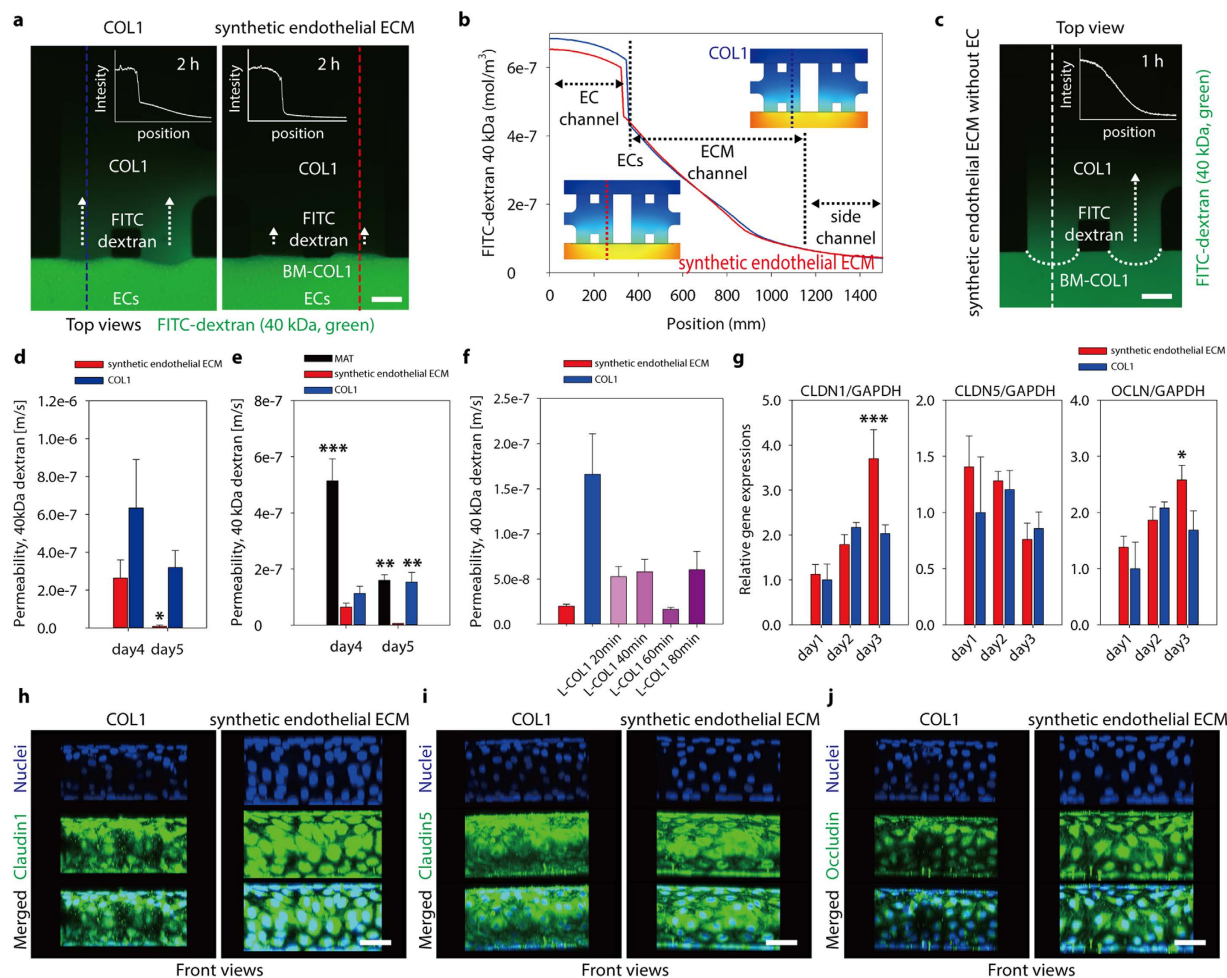 a
COL1
synthetic endothelial ECM
Intesity
2 h
position
COL1
FITC
dextran
BM-COL1
ECs
Intesity
2 h
position
COL1
FITC
dextran
BM-COL1
ECs
Top views
FITC-dextran (40 kDa, green)
b
FITC-dextran 40 kDa (mol/m³)
6e-7
4e-7
2e-7
0
COL1
EC
channel
ECs
ECM
channel
side
channel
synthetic endothelial ECM
0 200 400 600 800 1000 1200 1400
Position (mm)
c
Top view
synthetic endothelial ECM without EC
Intesity
1 h
position
COL1
FITC
dextran
BM-COL1
FITC-dextran (40 kDa, green)
d
synthetic endothelial ECM
COL1
Permeability, 40kDa dextran [m/s]
1.2e-6
1.0e-6
8.0e-7
6.0e-7
4.0e-7
2.0e-7
0.0
*
day4 day5
e
MAT
synthetic endothelial ECM
COL1
Permeability, 40 kDa dextran [m/s]
8e-7
6e-7
4e-7
2e-7
0
***
** **
day4 day5
f
synthetic endothelial ECM
COL1
Permeability, 40 kDa dextran [m/s]
2.5e-7
2.0e-7
1.5e-7
1.0e-7
5.0e-8
0.0
L-COL1 20min
L-COL1 40min
L-COL1 60min
L-COL1 80min
g
synthetic endothelial ECM
COL1
Relative gene expressions
CLDN1/GAPDH
5.0
4.0
3.0
2.0
1.0
0.0
***
day1 day2 day3
CLDN5/GAPDH
2.0
1.5
1.0
0.5
0.0
day1 day2 day3
OCLN/GAPDH
4.0
3.0
2.0
1.0
0.0
*
day1 day2 day3
h
COL1
synthetic endothelial ECM
Nuclei
Claudin1
Merged
Front views
i
COL1
synthetic endothelial ECM
Nuclei
Claudin5
Merged
Front views
j
COL1
synthetic endothelial ECM
Nuclei
Occludin
Merged
Front views